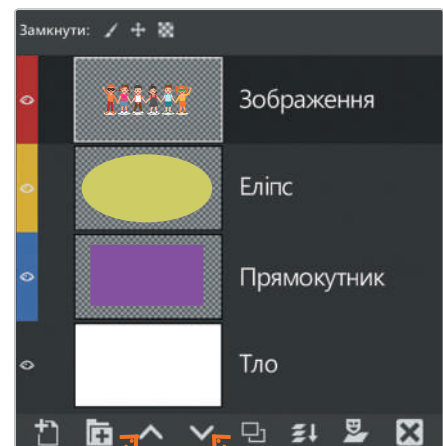 Замкнути:
Зображення
Еліпс
Прямокутник
Тло